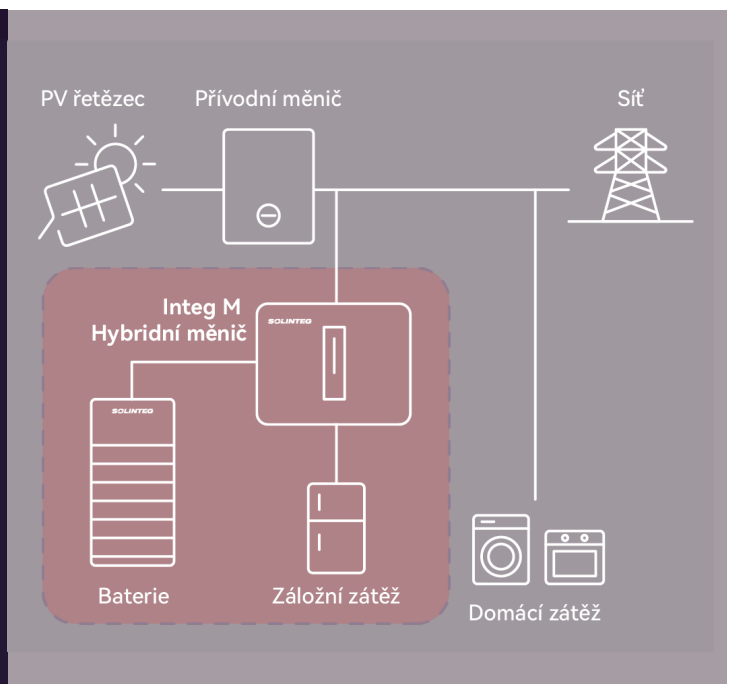 PV řetězec
Přívodní měnič
Síť
Integ M
Hybridní měnič
SOLINTEG
SOLINTEG
Baterie
Záložní zátěž
Domácí zátěž